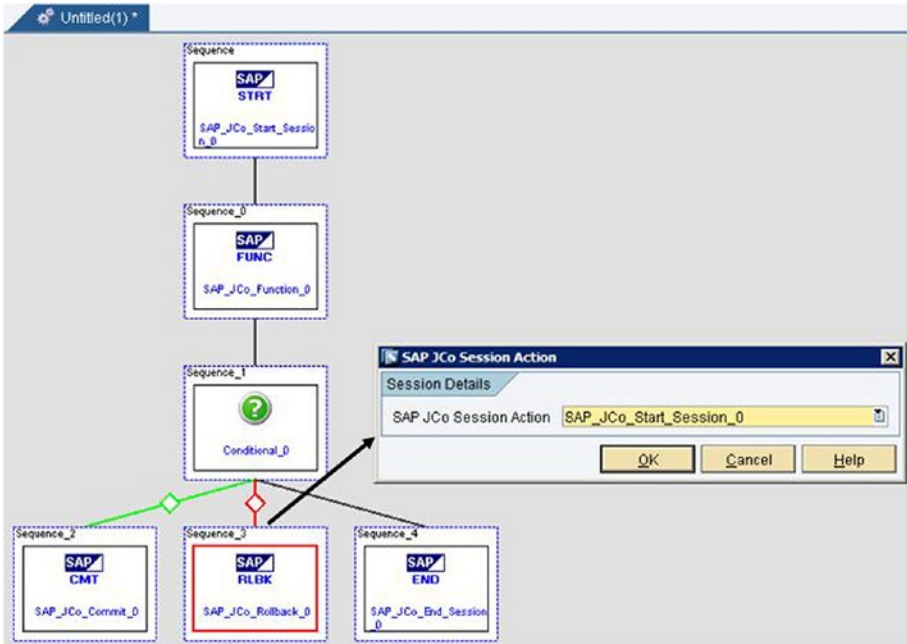 Untitled(1) *
Sequence
SAP
STRT
SAP_JCo_Start_Sessio
n_0
Sequence_0
SAP
FUNC
SAP_JCo_Function_0
Sequence_1
?
Conditional_0
SAP JCo Session Action
Session Details
SAP JCo Session Action SAP_JCo_Start_Session_0
OK Cancel Help
Sequence_2
SAP
CMT
SAP_JCo_Commit_0
Sequence_3
SAP
RLBK
SAP_JCo_Rollback_0
Sequence_4
SAP
END
SAP_JCo_End_Session
_0